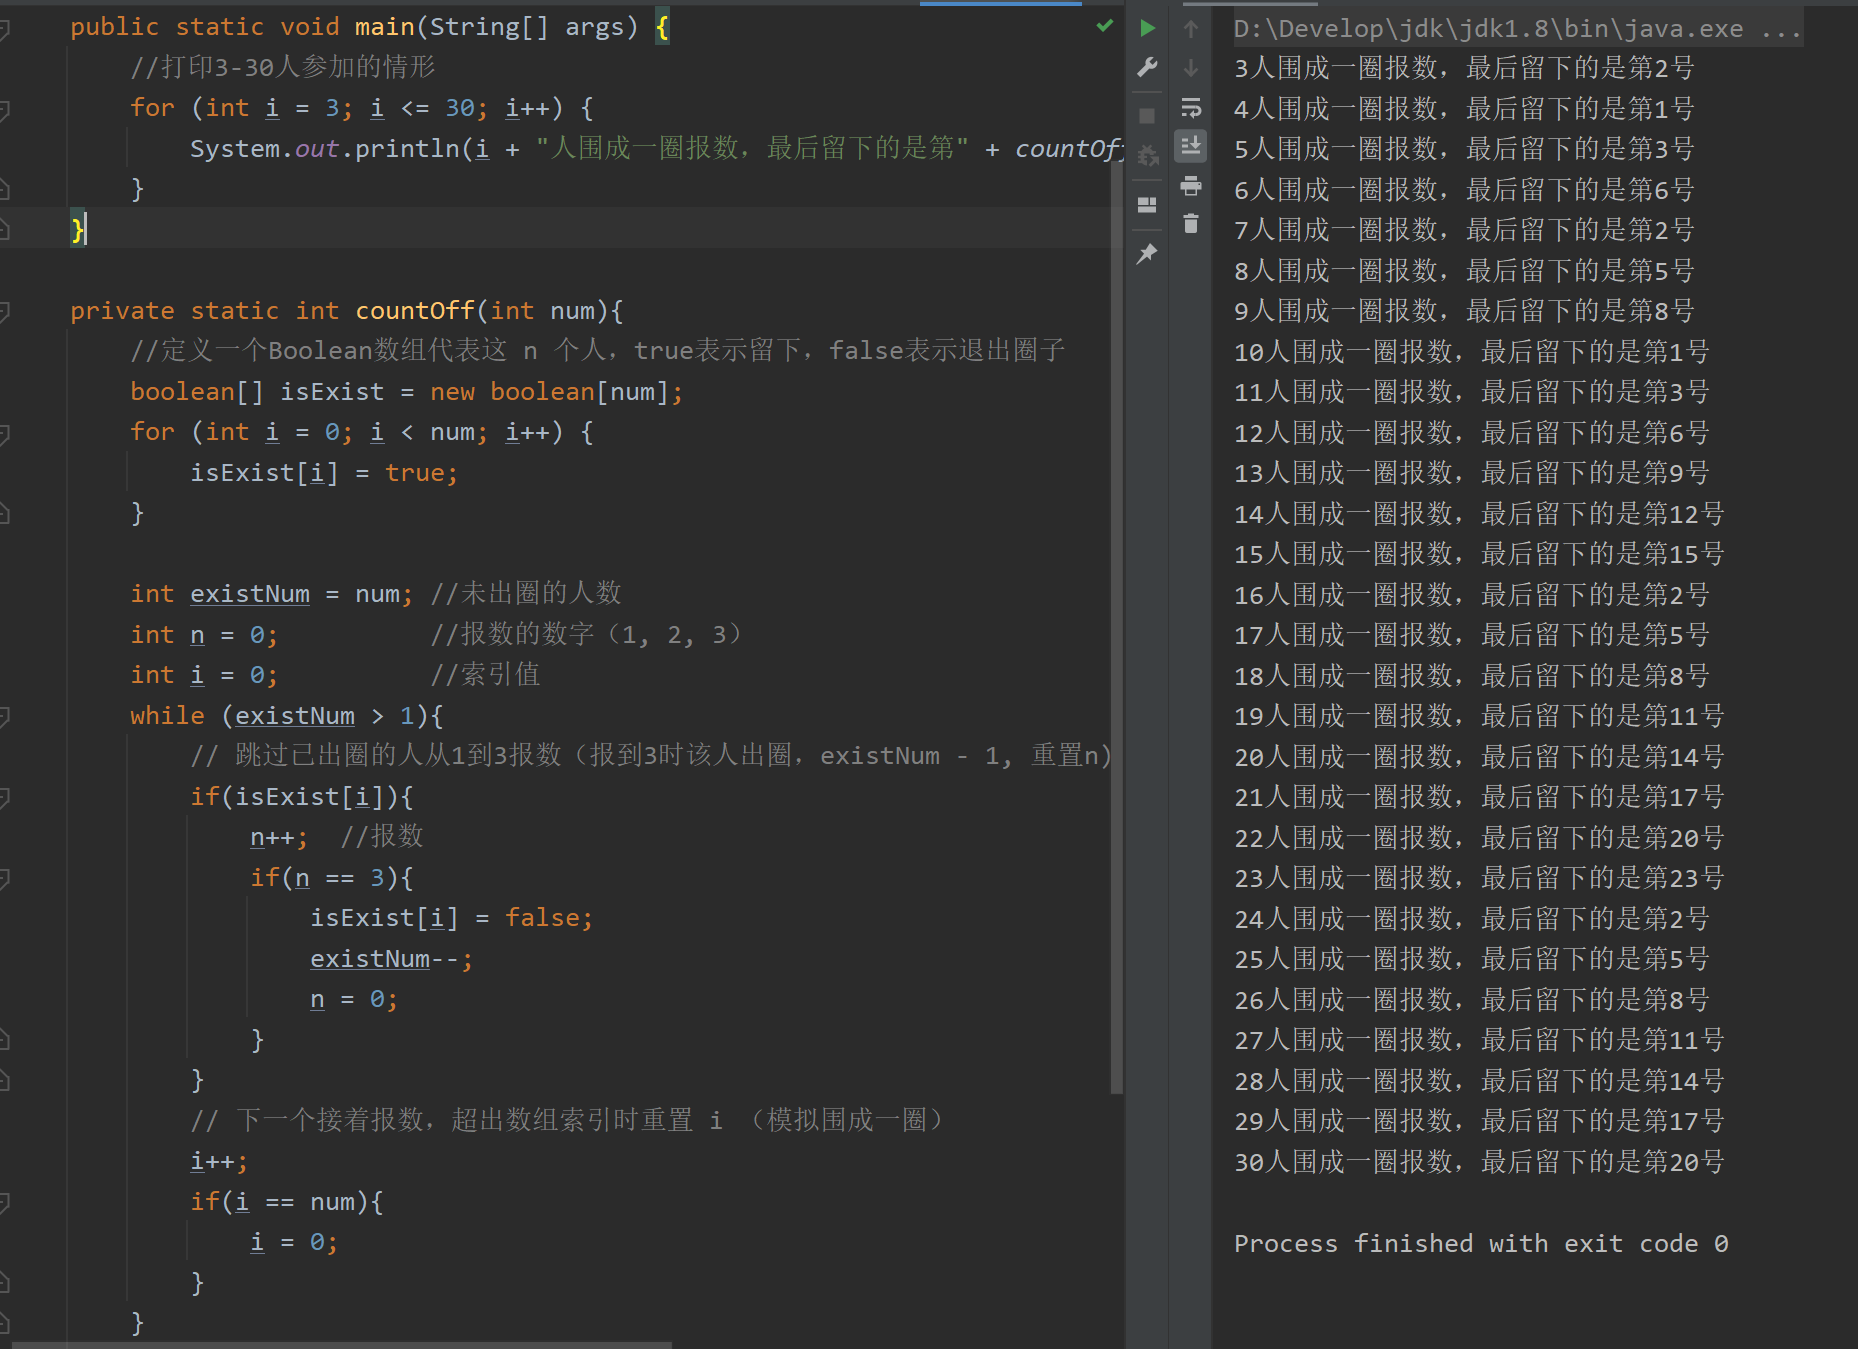 public static void main(String[] args) {
    //打印3-30人参加的情形
    for (int i = 3; i <= 30; i++) {
        System.out.println(i + "人围成一圈报数，最后留下的是第" + countOf
    }
}
private static int countOff(int num){
    //定义一个Boolean数组代表这 n 个人，true表示留下，false表示退出圈子
    boolean[] isExist = new boolean[num];
    for (int i = 0; i < num; i++) {
        isExist[i] = true;
    }
    int existNum = num; //未出圈的人数
    int n = 0;          //报数的数字（1, 2, 3）
    int i = 0;          //索引值
    while (existNum > 1){
        // 跳过已出圈的人从1到3报数（报到3时该人出圈，existNum - 1, 重置n)
        if(isExist[i]){
            n++;  //报数
            if(n == 3){
                isExist[i] = false;
                existNum--;
                n = 0;
            }
        }
        // 下一个接着报数，超出数组索引时重置 i （模拟围成一圈）
        i++;
        if(i == num){
            i = 0;
        }
    }
D:\Develop\jdk\jdk1.8\bin\java.exe ...
3人围成一圈报数，最后留下的是第2号
4人围成一圈报数，最后留下的是第1号
5人围成一圈报数，最后留下的是第3号
6人围成一圈报数，最后留下的是第6号
7人围成一圈报数，最后留下的是第2号
8人围成一圈报数，最后留下的是第5号
9人围成一圈报数，最后留下的是第8号
10人围成一圈报数，最后留下的是第1号
11人围成一圈报数，最后留下的是第3号
12人围成一圈报数，最后留下的是第6号
13人围成一圈报数，最后留下的是第9号
14人围成一圈报数，最后留下的是第12号
15人围成一圈报数，最后留下的是第15号
16人围成一圈报数，最后留下的是第2号
17人围成一圈报数，最后留下的是第5号
18人围成一圈报数，最后留下的是第8号
19人围成一圈报数，最后留下的是第11号
20人围成一圈报数，最后留下的是第14号
21人围成一圈报数，最后留下的是第17号
22人围成一圈报数，最后留下的是第20号
23人围成一圈报数，最后留下的是第23号
24人围成一圈报数，最后留下的是第2号
25人围成一圈报数，最后留下的是第5号
26人围成一圈报数，最后留下的是第8号
27人围成一圈报数，最后留下的是第11号
28人围成一圈报数，最后留下的是第14号
29人围成一圈报数，最后留下的是第17号
30人围成一圈报数，最后留下的是第20号
Process finished with exit code 0